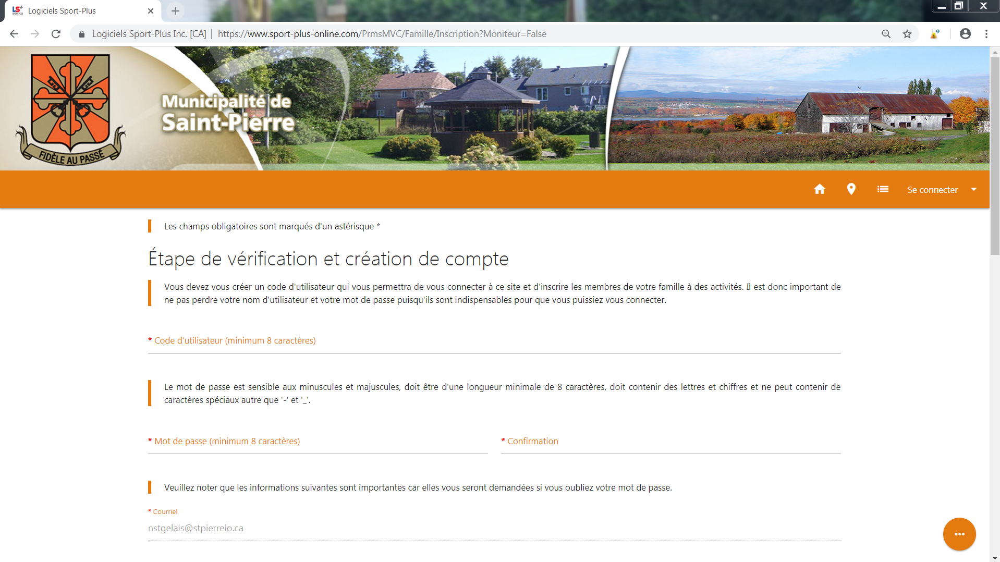 LS+
SPORT-PLUS
Logiciels Sport-Plus
Logiciels Sport-Plus Inc. [CA] | https://www.sport-plus-online.com/PrmsMVC/Famille/Inscription?Moniteur=False
9
Municipalité de
Saint-Pierre
FIDÈLE AU PASSÉ
Se connecter
Les champs obligatoires sont marqués d'un astérisque *
Étape de vérification et création de compte
Vous devez vous créer un code d'utilisateur qui vous permettra de vous connecter à ce site et d'inscrire les membres de votre famille à des activités. Il est donc important de
ne pas perdre votre nom d'utilisateur et votre mot de passe puisqu'ils sont indispensables pour que vous puissiez vous connecter.
* Code d'utilisateur (minimum 8 caractères)
Le mot de passe est sensible aux minuscules et majuscules, doit être d'une longueur minimale de 8 caractères, doit contenir des lettres et chiffres et ne peut contenir de
caractères spéciaux autre que '-' et '_'.
* Mot de passe (minimum 8 caractères)
* Confirmation
Veuillez noter que les informations suivantes sont importantes car elles vous seront demandées si vous oubliez votre mot de passe.
* Courriel
nstgelais@stpierreio.ca